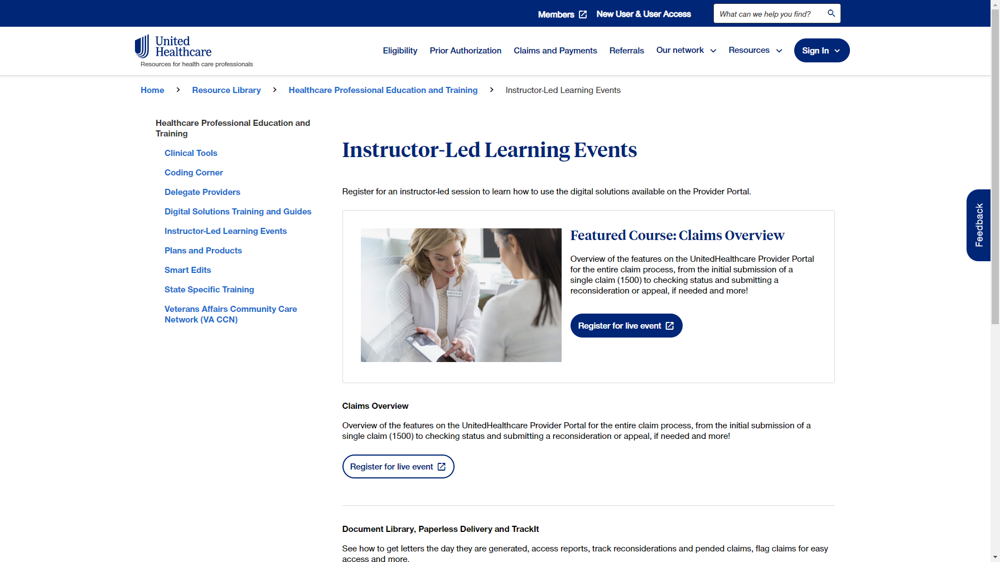 Members
New User & User Access
What can we help you find?
United
Healthcare
Resources for health care professionals
Eligibility
Prior Authorization
Claims and Payments
Referrals
Our network
Resources
Sign In
Home
Resource Library
Healthcare Professional Education and Training
Instructor-Led Learning Events
Healthcare Professional Education and
Training
Clinical Tools
Coding Corner
Delegate Providers
Digital Solutions Training and Guides
Instructor-Led Learning Events
Plans and Products
Smart Edits
State Specific Training
Veterans Affairs Community Care
Network (VA CCN)
Instructor-Led Learning Events
Register for an instructor-led session to learn how to use the digital solutions available on the Provider Portal.
Featured Course: Claims Overview
Overview of the features on the UnitedHealthcare Provider Portal
for the entire claim process, from the initial submission of a
single claim (1500) to checking status and submitting a
reconsideration or appeal, if needed and more!
Register for live event
Claims Overview
Overview of the features on the UnitedHealthcare Provider Portal for the entire claim process, from the initial submission of a
single claim (1500) to checking status and submitting a reconsideration or appeal, if needed and more!
Register for live event
Document Library, Paperless Delivery and TrackIt
See how to get letters the day they are generated, access reports, track reconsiderations and pended claims, flag claims for easy
access and more.
Feedback